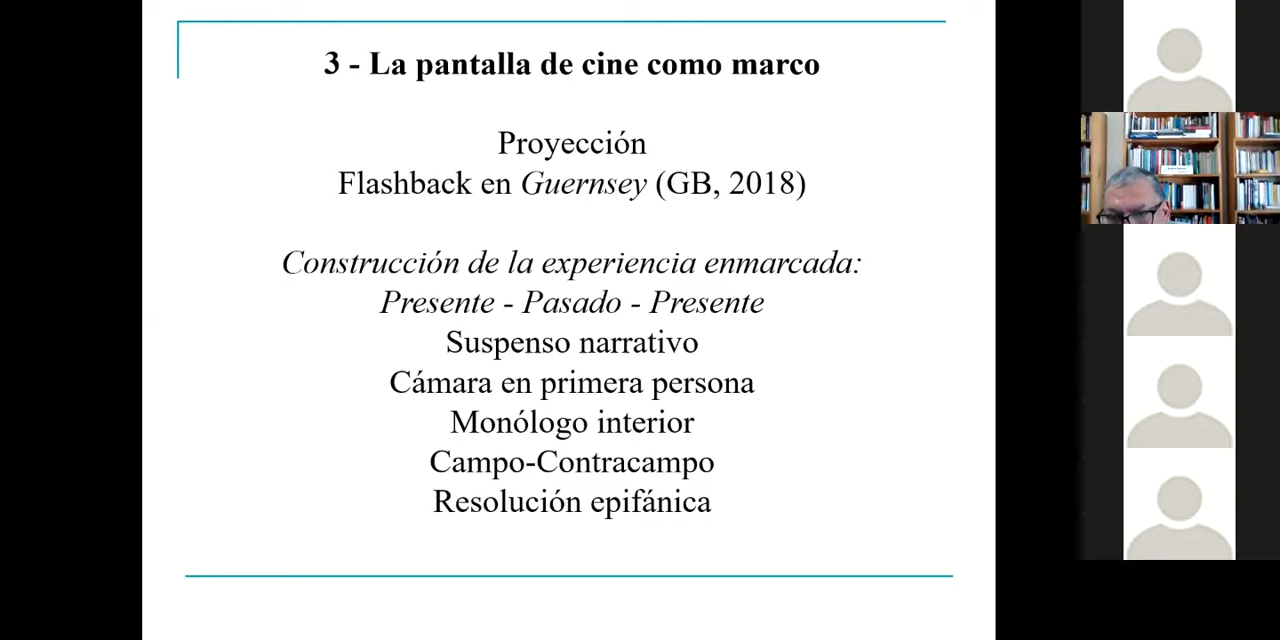 3 - La pantalla de cine como marco
Proyección
Flashback en Guernsey (GB, 2018)
Construcción de la experiencia enmarcada:
Presente - Pasado - Presente
Suspenso narrativo
Cámara en primera persona
Monólogo interior
Campo-Contracampo
Resolución epifánica